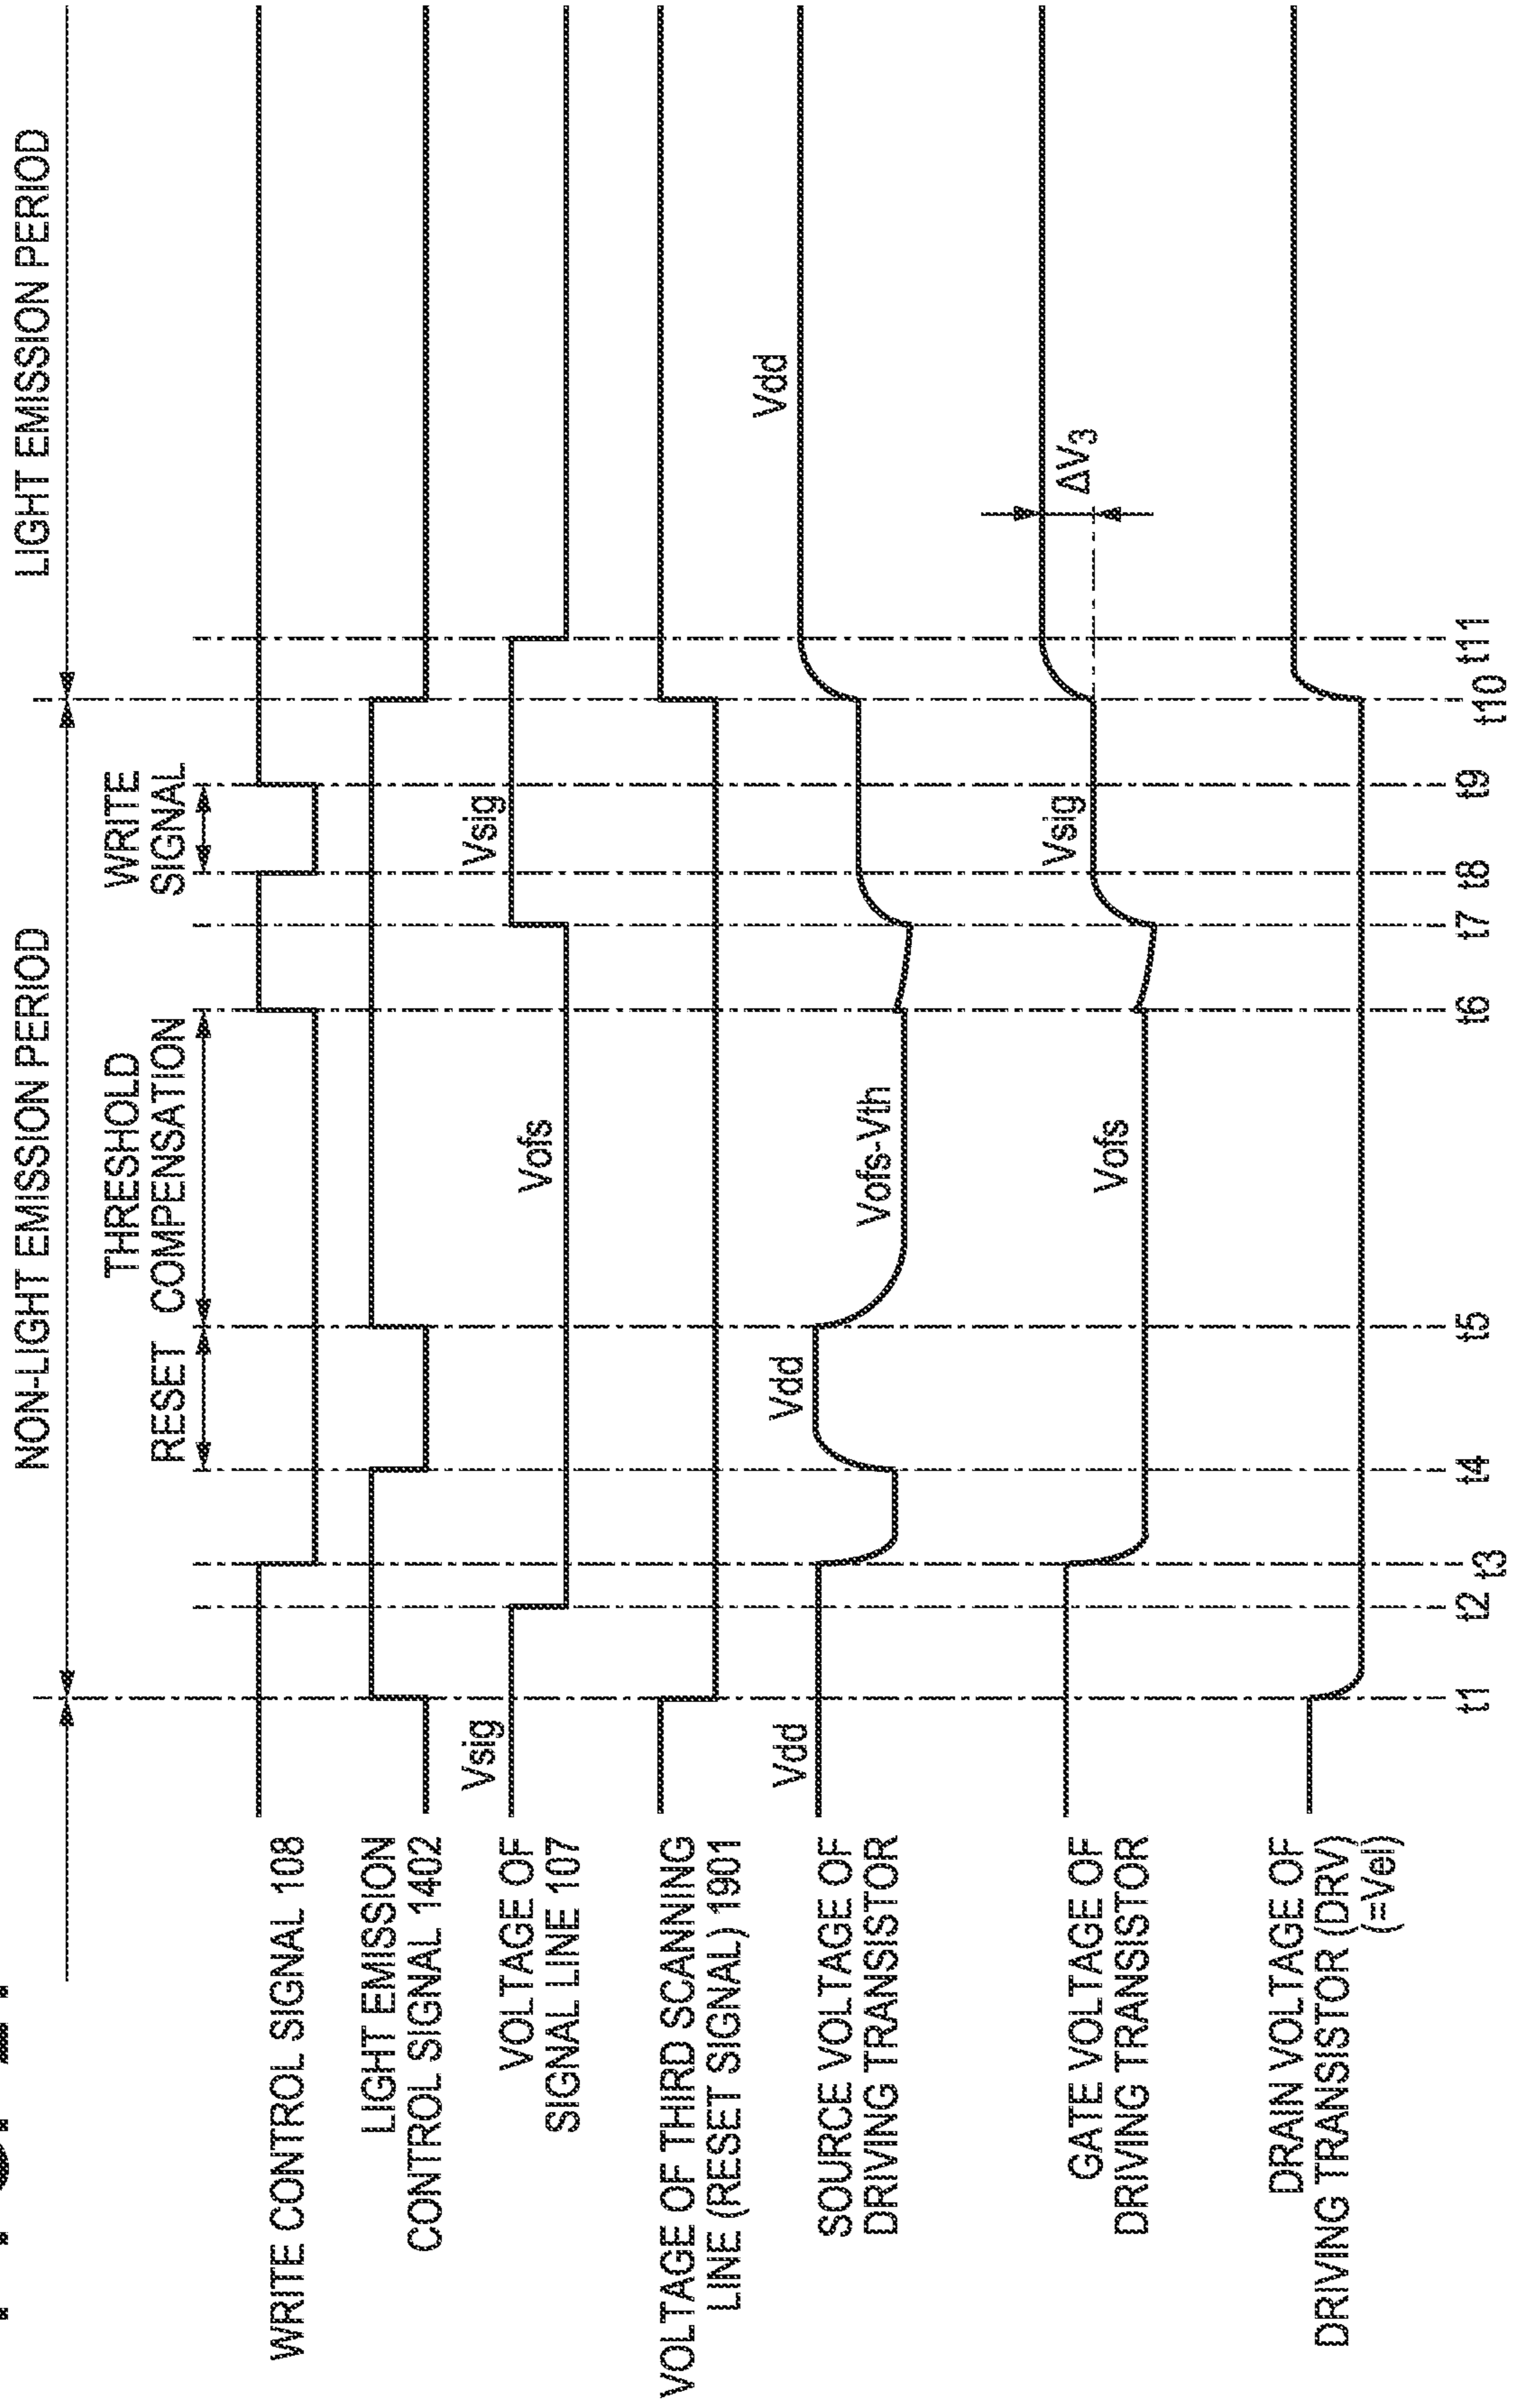 NON-LIGHT EMISSION PERIOD
LIGHT EMISSION PERIOD
RESET
THRESHOLD
COMPENSATION
WRITE
SIGNAL
WRITE CONTROL SIGNAL 108
LIGHT EMISSION
CONTROL SIGNAL 1402
VOLTAGE OF
SIGNAL LINE 107
Vsig
Vofs
Vsig
VOLTAGE OF THIRD SCANNING
LINE (RESET SIGNAL) 1901
SOURCE VOLTAGE OF
DRIVING TRANSISTOR
Vdd
Vdd
Vofs-Vth
Vdd
GATE VOLTAGE OF
DRIVING TRANSISTOR
Vofs
Vsig
ΔV3
DRAIN VOLTAGE OF
DRIVING TRANSISTOR (DRV)
(=Vel)
t1 t2 t3 t4 t5 t6 t7 t8 t9 t10 t11